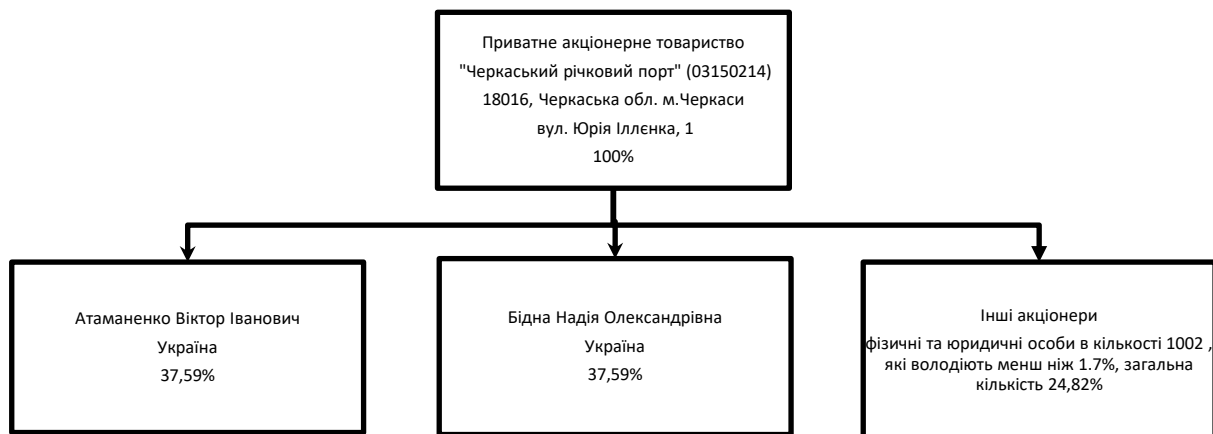 Приватне акціонерне товариство
"Черкаський річковий порт" (03150214)
18016, Черкаська обл. м.Черкаси
вул. Юрія Іллєнка, 1
100%
Атаманенко Віктор Іванович
Україна
37,59%
Бідна Надія Олександрівна
Україна
37,59%
Інші акціонери
фізичні та юридичні особи в кількості 1002 ,
які володіють менш ніж 1.7%, загальна
кількість 24,82%